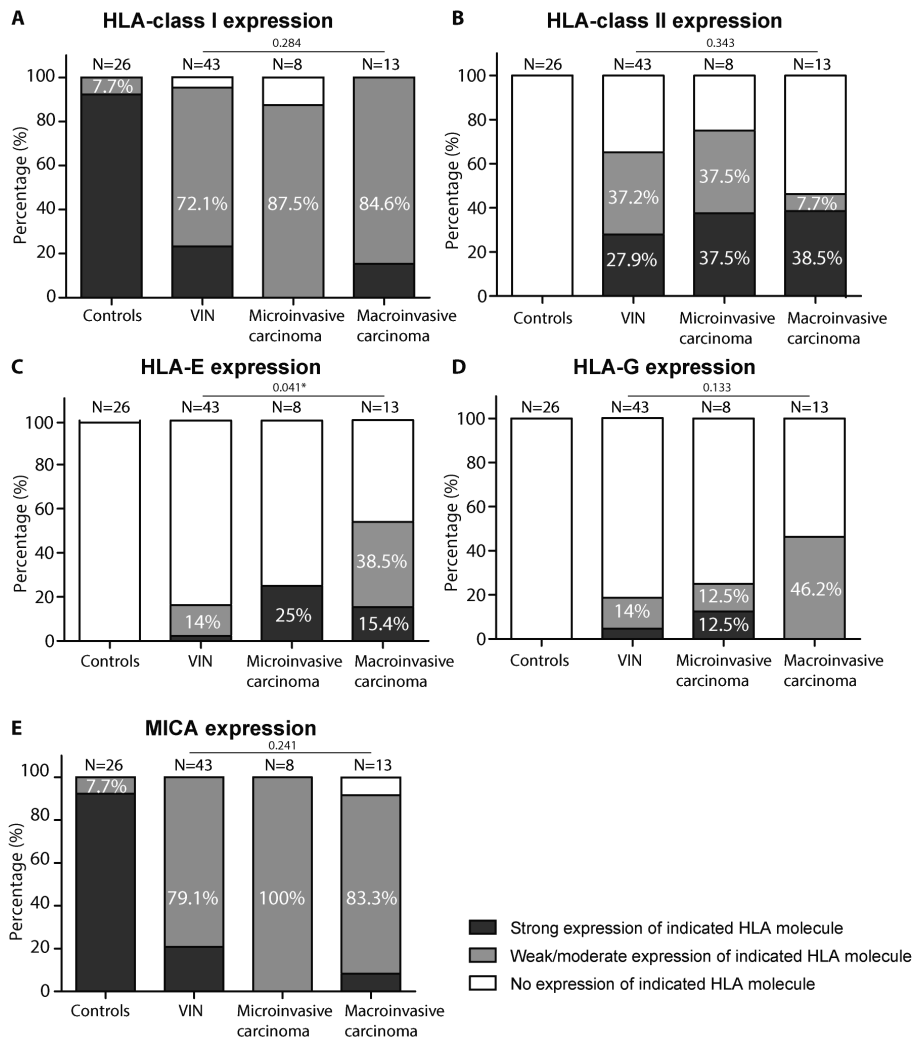 A
HLA-class I expression
0.284
N=26 N=43 N=8 N=13
Percentage (%)
100
80
60
40
20
0
7.7%
72.1%
87.5%
84.6%
Controls VIN Microinvasive Macroinvasive
carcinoma carcinoma
B
HLA-class II expression
0.343
N=26 N=43 N=8 N=13
Percentage (%)
100
80
60
40
20
0
37.2%
27.9%
37.5%
37.5%
7.7%
38.5%
Controls VIN Microinvasive Macroinvasive
carcinoma carcinoma
C
HLA-E expression
0.041*
N=26 N=43 N=8 N=13
Percentage (%)
100
80
60
40
20
0
14%
25%
38.5%
15.4%
Controls VIN Microinvasive Macroinvasive
carcinoma carcinoma
D
HLA-G expression
0.133
N=26 N=43 N=8 N=13
Percentage (%)
100
80
60
40
20
0
14%
12.5%
12.5%
46.2%
Controls VIN Microinvasive Macroinvasive
carcinoma carcinoma
E
MICA expression
0.241
N=26 N=43 N=8 N=13
Percentage (%)
100
80
60
40
20
0
7.7%
79.1%
100%
83.3%
Controls VIN Microinvasive Macroinvasive
carcinoma carcinoma
Strong expression of indicated HLA molecule
Weak/moderate expression of indicated HLA molecule
No expression of indicated HLA molecule